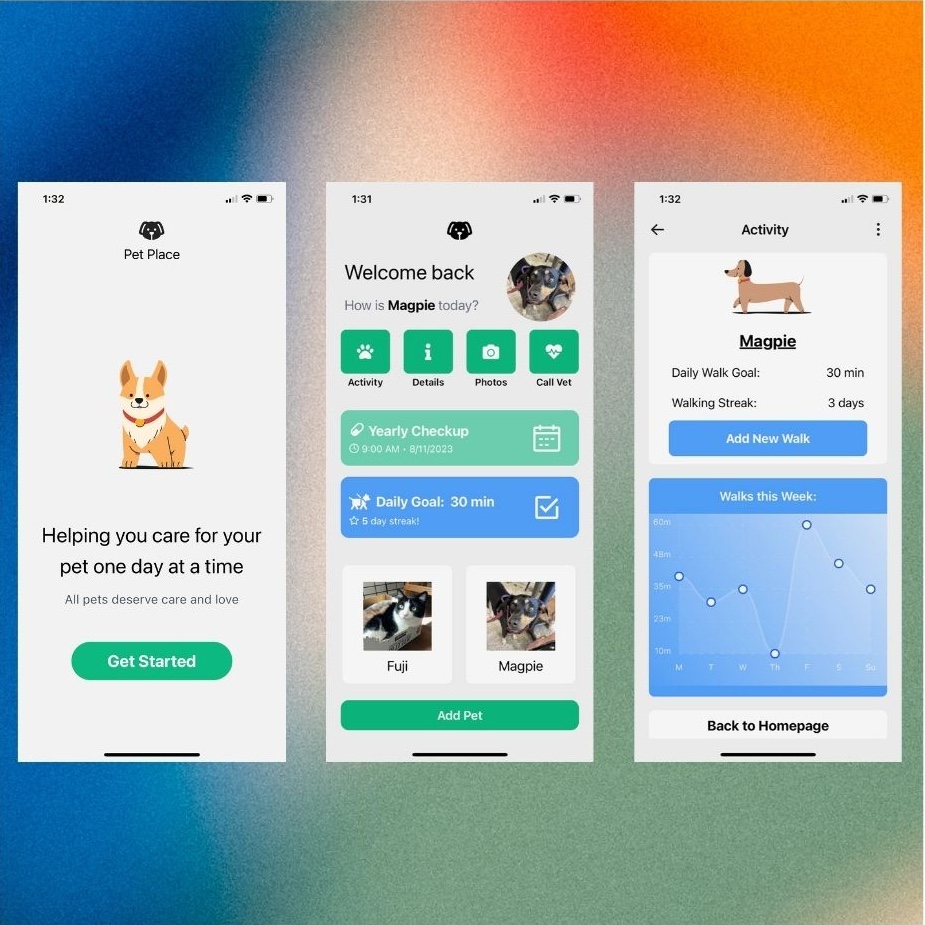 1:32
Pet Place
Helping you care for your
pet one day at a time
All pets deserve care and love
Get Started
1:31
Welcome back
How is Magpie today?
Activity
Details
Photos
Call Vet
Yearly Checkup
9:00 AM - 8/11/2023
Daily Goal: 30 min
5 day streak!
Fuji
Magpie
Add Pet
1:32
Activity
Magpie
Daily Walk Goal: 30 min
Walking Streak: 3 days
Add New Walk
Walks this Week:
60m
48m
35m
23m
10m
M T W Th F S Su
Back to Homepage